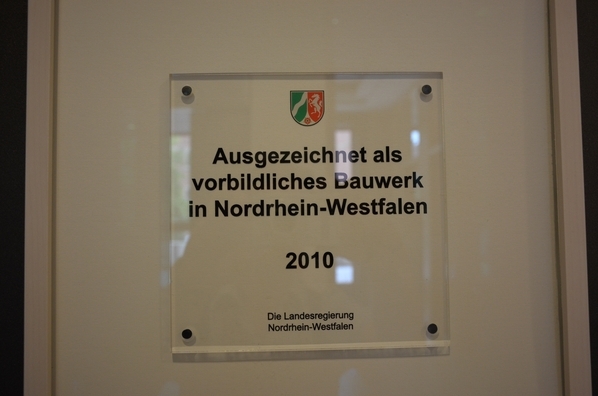 Ausgezeichnet als
vorbildliches Bauwerk
in Nordrhein-Westfalen
2010
Die Landesregierung
Nordrhein-Westfalen